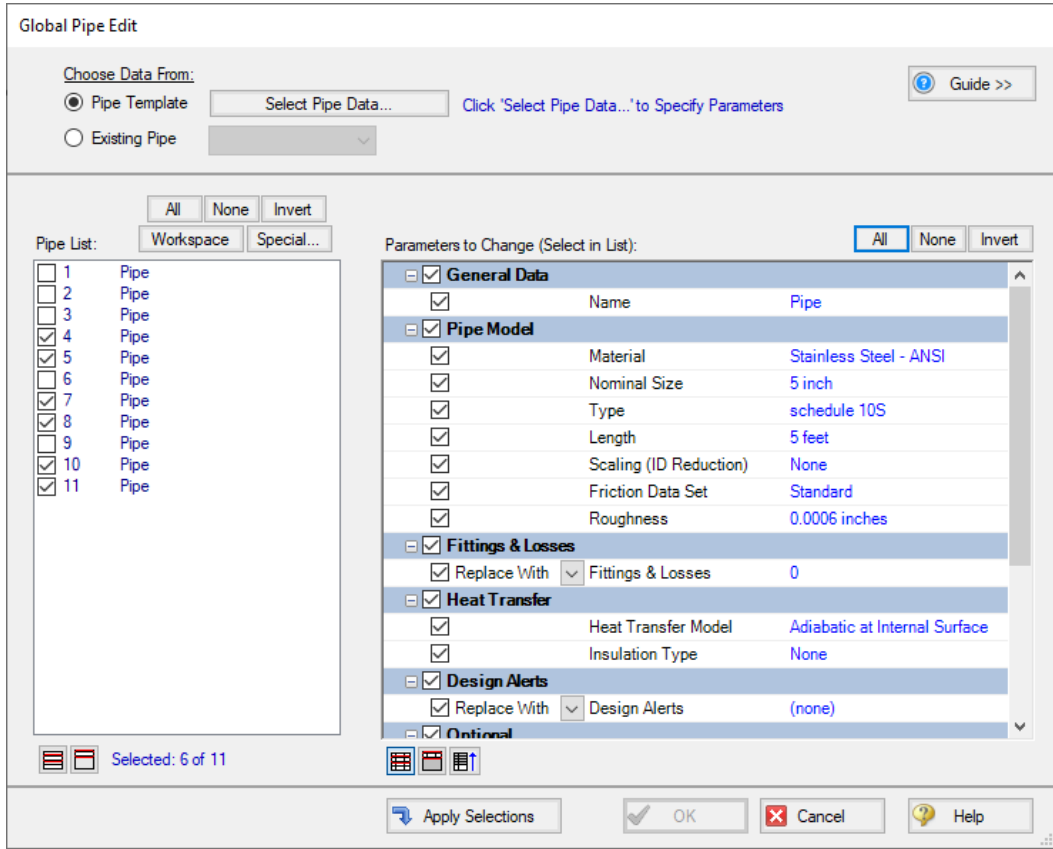 Global Pipe Edit
Choose Data From:
Pipe Template Select Pipe Data... Click 'Select Pipe Data...' to Specify Parameters Guide >>
Existing Pipe
All None Invert
Pipe List: Workspace Special...
1 Pipe
2 Pipe
3 Pipe
4 Pipe
5 Pipe
6 Pipe
7 Pipe
8 Pipe
9 Pipe
10 Pipe
11 Pipe
Selected: 6 of 11
Parameters to Change (Select in List): All None Invert
General Data
Name Pipe
Pipe Model
Material Stainless Steel - ANSI
Nominal Size 5 inch
Type schedule 10S
Length 5 feet
Scaling (ID Reduction) None
Friction Data Set Standard
Roughness 0.0006 inches
Fittings & Losses
Replace With Fittings & Losses 0
Heat Transfer
Heat Transfer Model Adiabatic at Internal Surface
Insulation Type None
Design Alerts
Replace With Design Alerts (none)
Optional
Apply Selections OK Cancel Help